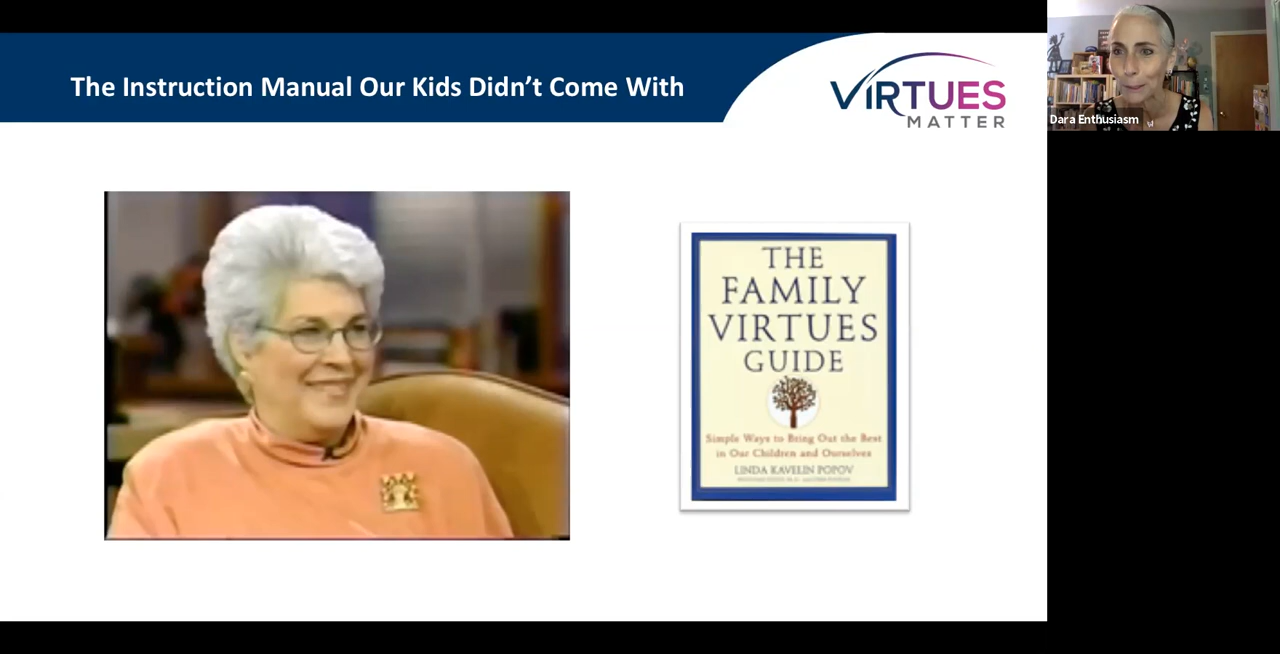 The Instruction Manual Our Kids Didn't Come With
VIRTUES
MATTER
Dara Enthusiasm
THE
FAMILY
VIRTUES
GUIDE
Simple Ways to Bring Out the Best
in Our Children and Ourselves
LINDA KAVELIN POPOV